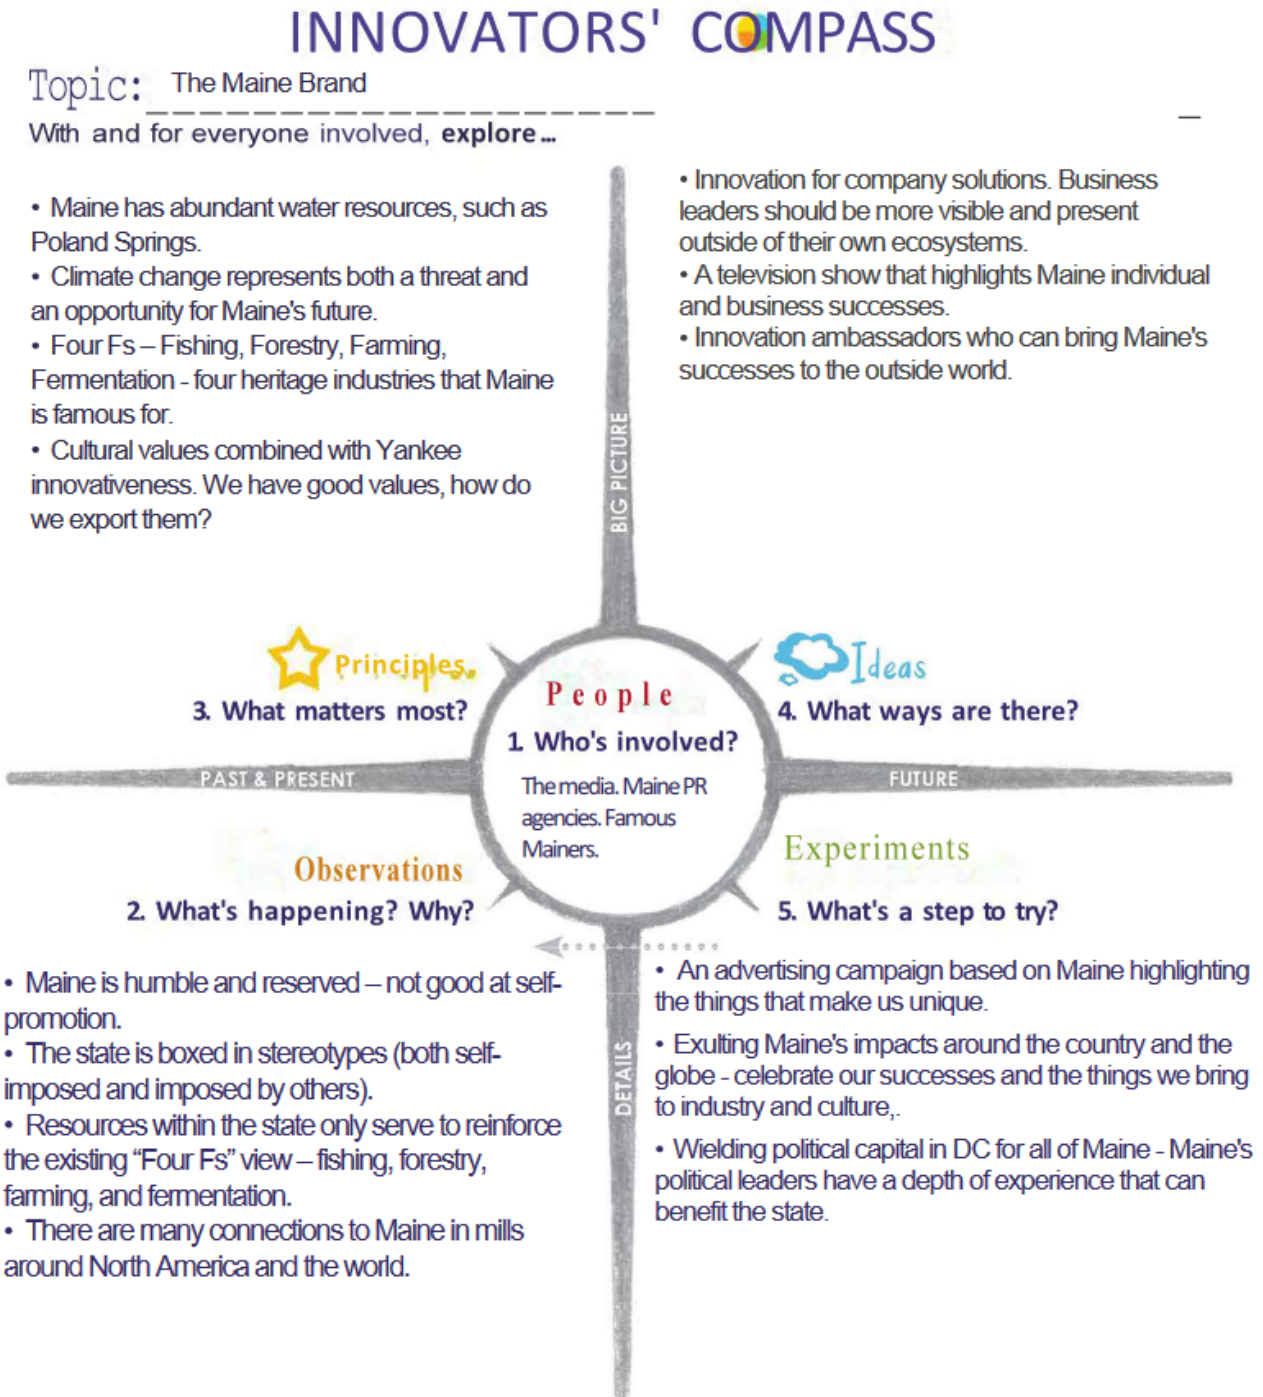 INNOVATORS' COMPASS
Topic: The Maine Brand
With and for everyone involved, explore...
• Maine has abundant water resources, such as
Poland Springs.
• Climate change represents both a threat and
an opportunity for Maine's future.
• Four Fs – Fishing, Forestry, Farming,
Fermentation - four heritage industries that Maine
is famous for.
• Cultural values combined with Yankee
innovativeness. We have good values, how do
we export them?
• Innovation for company solutions. Business
leaders should be more visible and present
outside of their own ecosystems.
• A television show that highlights Maine individual
and business successes.
• Innovation ambassadors who can bring Maine's
successes to the outside world.
BIG PICTURE
Principles
3. What matters most?
People
1. Who's involved?
The media. Maine PR
agencies. Famous
Mainers.
Ideas
4. What ways are there?
PAST & PRESENT
FUTURE
Observations
2. What's happening? Why?
Experiments
5. What's a step to try?
• Maine is humble and reserved – not good at self-
promotion.
• The state is boxed in stereotypes (both self-
imposed and imposed by others).
• Resources within the state only serve to reinforce
the existing “Four Fs” view – fishing, forestry,
farming, and fermentation.
• There are many connections to Maine in mills
around North America and the world.
DETAILS
• An advertising campaign based on Maine highlighting
the things that make us unique.
• Exulting Maine's impacts around the country and the
globe - celebrate our successes and the things we bring
to industry and culture,.
• Wielding political capital in DC for all of Maine - Maine's
political leaders have a depth of experience that can
benefit the state.